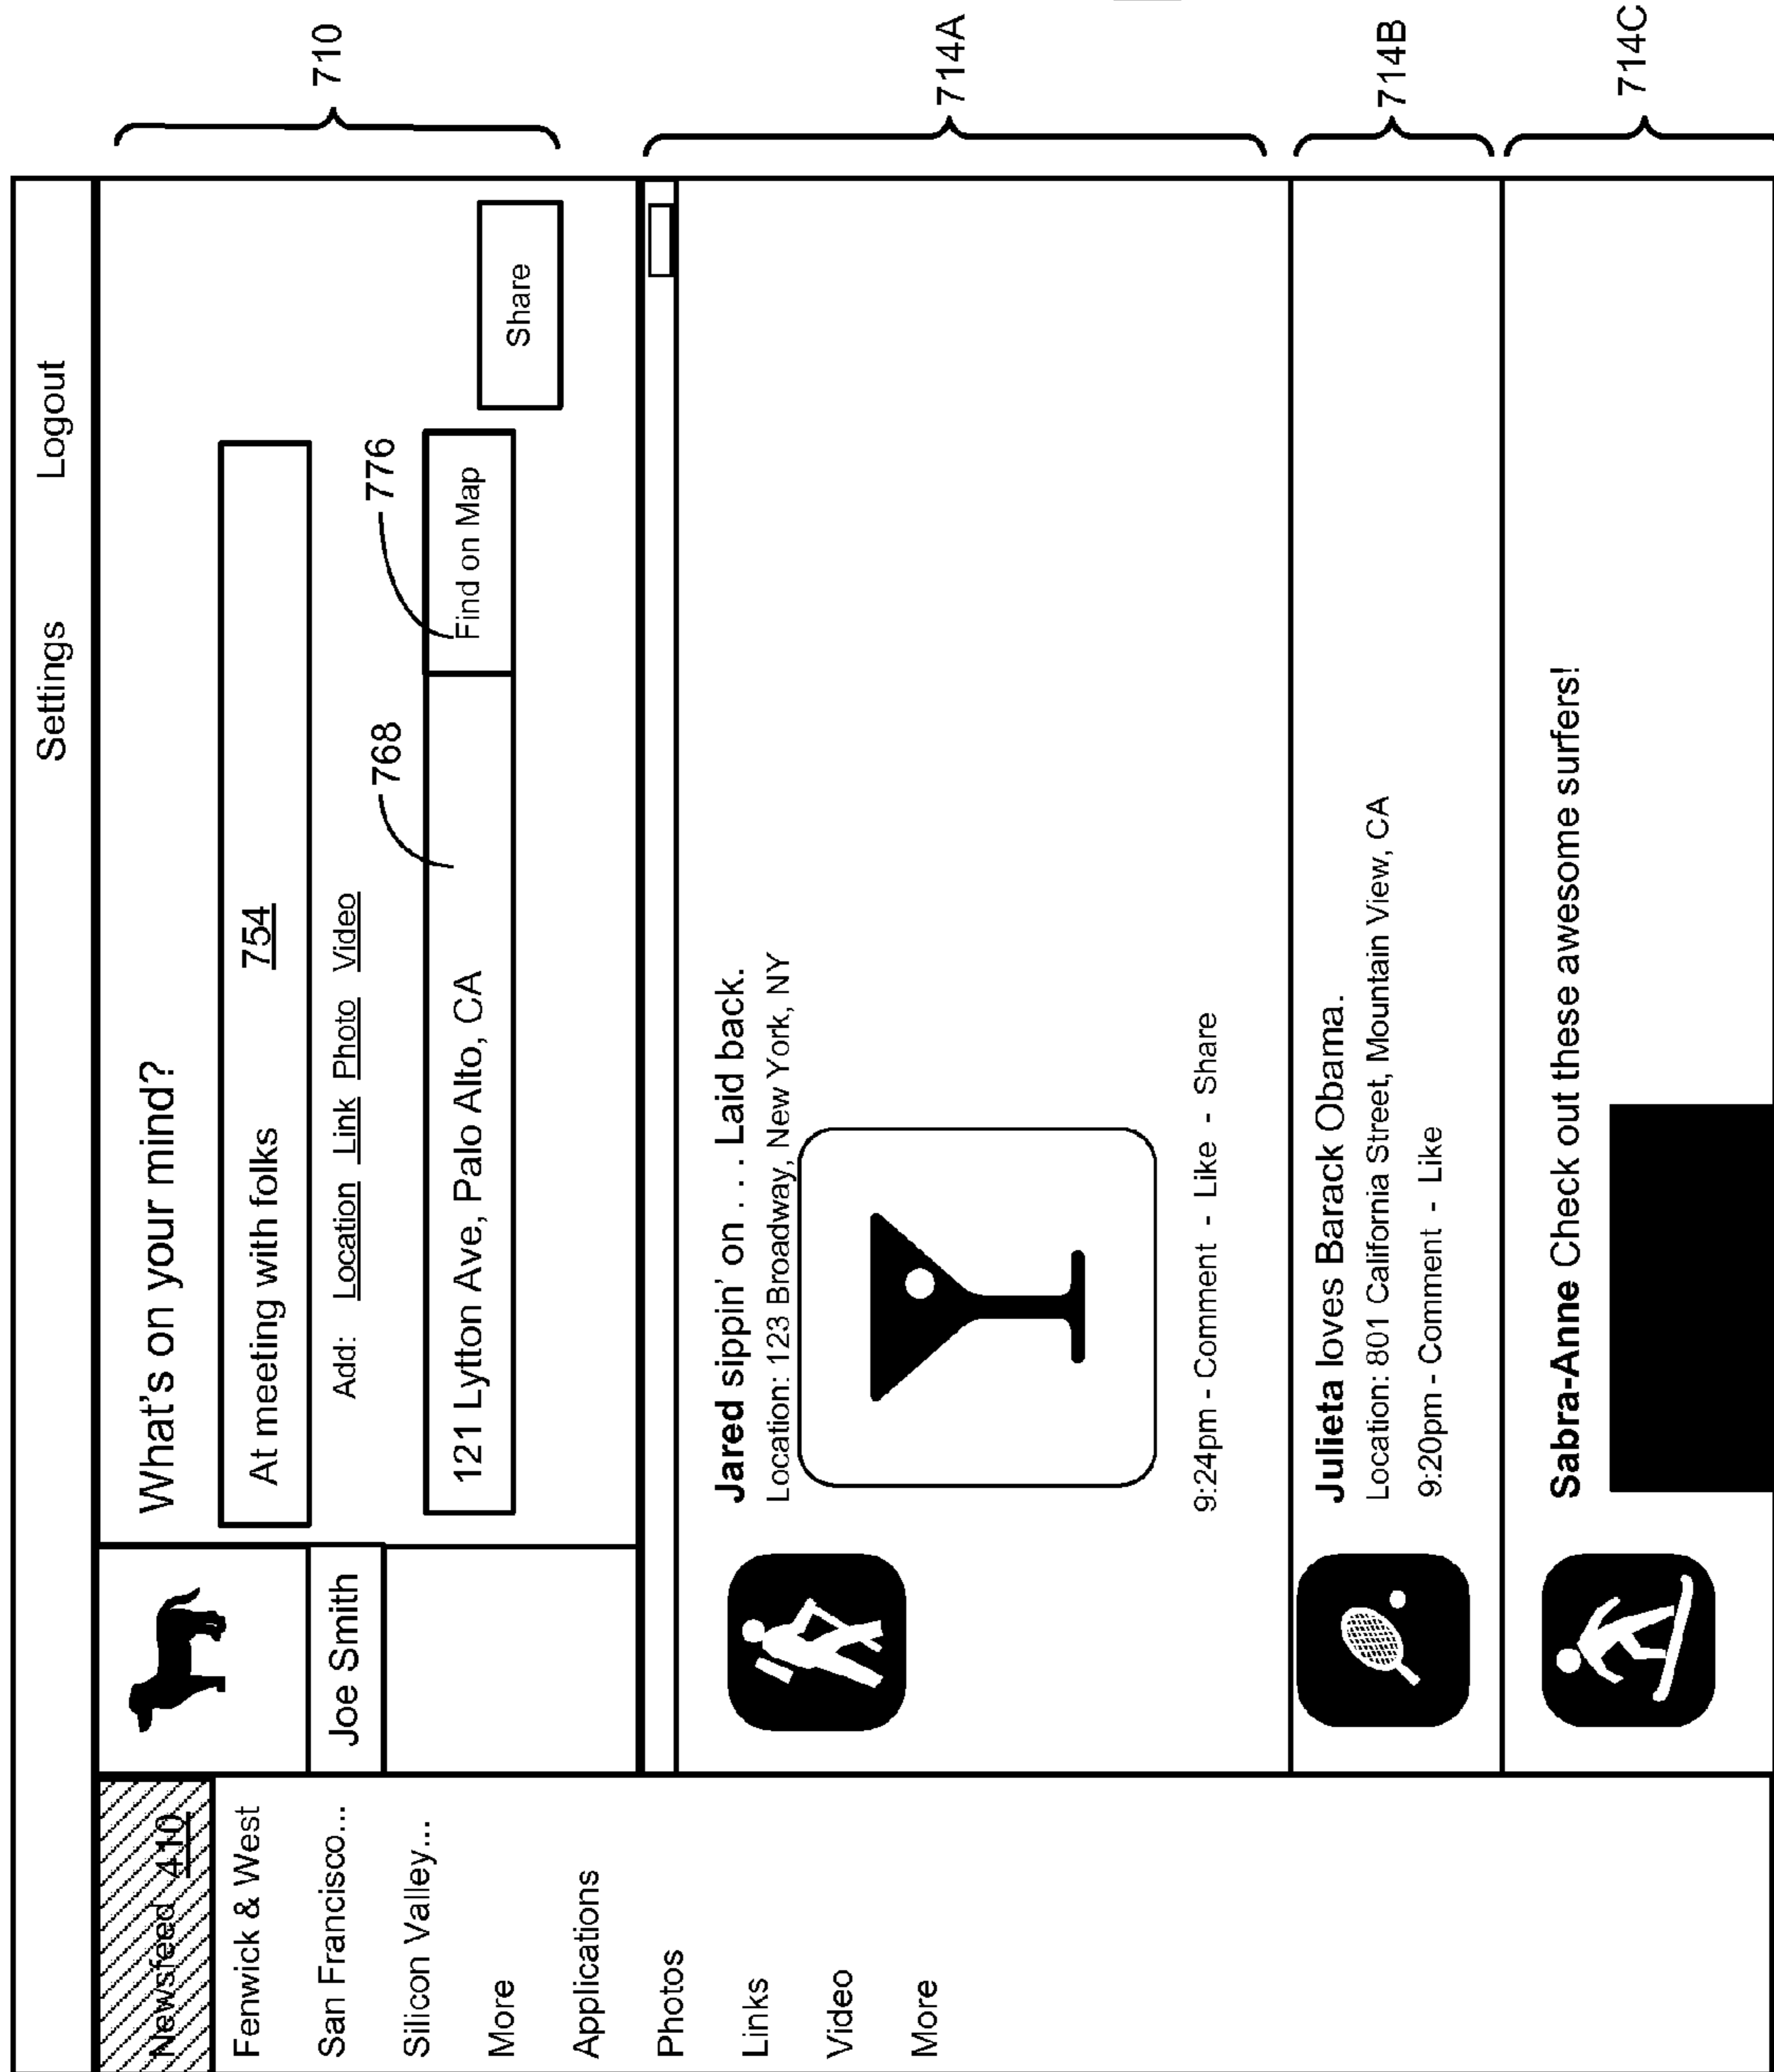 Settings Logout
Newsfeed 410
Fenwick & West
San Francisco...
Silicon Valley...
More
Applications
Photos
Links
Video
More
Joe Smith
What's on your mind?
At meeting with folks 754
Add: Location Link Photo Video
768
776
121 Lytton Ave, Palo Alto, CA
Find on Map
Share
710
Jared sippin' on . . . Laid back.
Location: 123 Broadway, New York, NY
9:24pm - Comment - Like - Share
714A
Julieta loves Barack Obama.
Location: 801 California Street, Mountain View, CA
9:20pm - Comment - Like
714B
Sabra-Anne Check out these awesome surfers!
714C